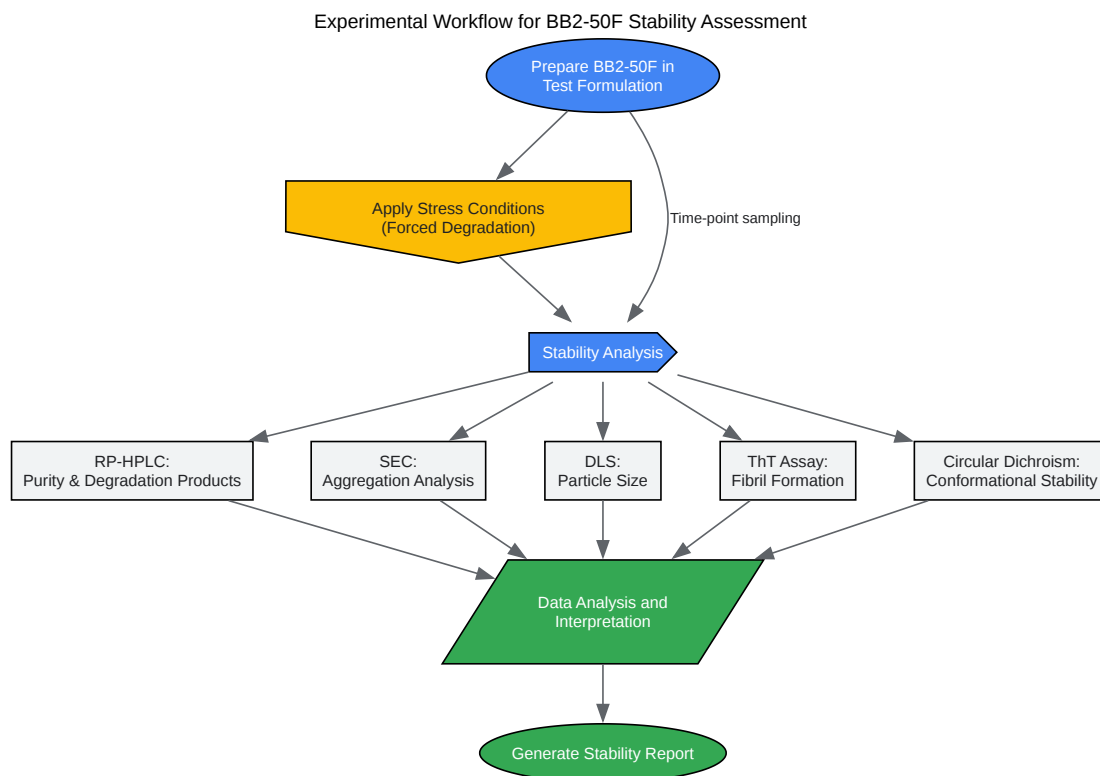 Experimental Workflow for BB2-50F Stability Assessment
Prepare BB2-50F in
Test Formulation
Apply Stress Conditions
(Forced Degradation)
Time-point sampling
Stability Analysis
RP-HPLC:
Purity & Degradation Products
SEC:
Aggregation Analysis
DLS:
Particle Size
ThT Assay:
Fibril Formation
Circular Dichroism:
Conformational Stability
Data Analysis and
Interpretation
Generate Stability Report